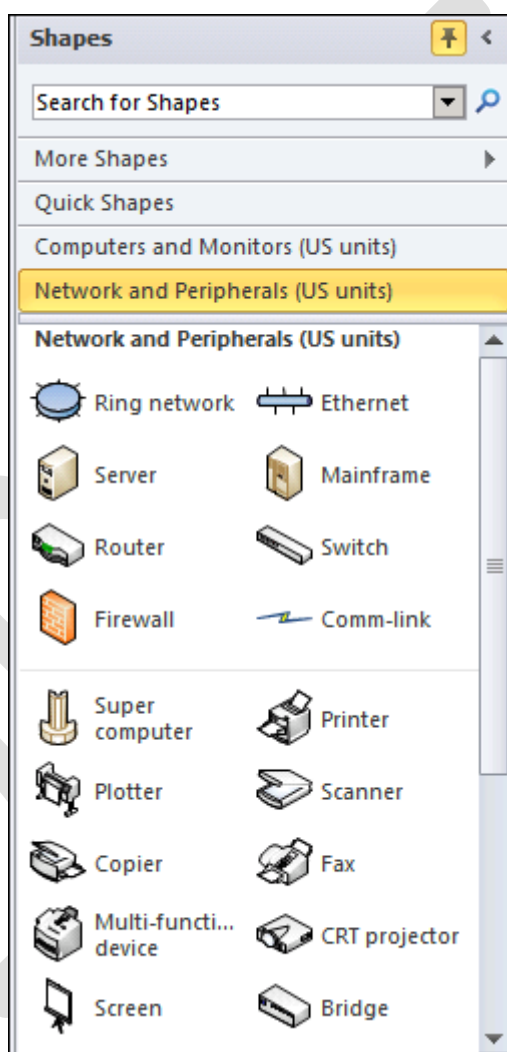 Shapes
Search for Shapes
More Shapes
Quick Shapes
Computers and Monitors (US units)
Network and Peripherals (US units)
Network and Peripherals (US units)
Ring network
Ethernet
Server
Mainframe
Router
Switch
Firewall
Comm-link
Super
computer
Printer
Plotter
Scanner
Copier
Fax
Multi-functi...
device
CRT projector
Screen
Bridge